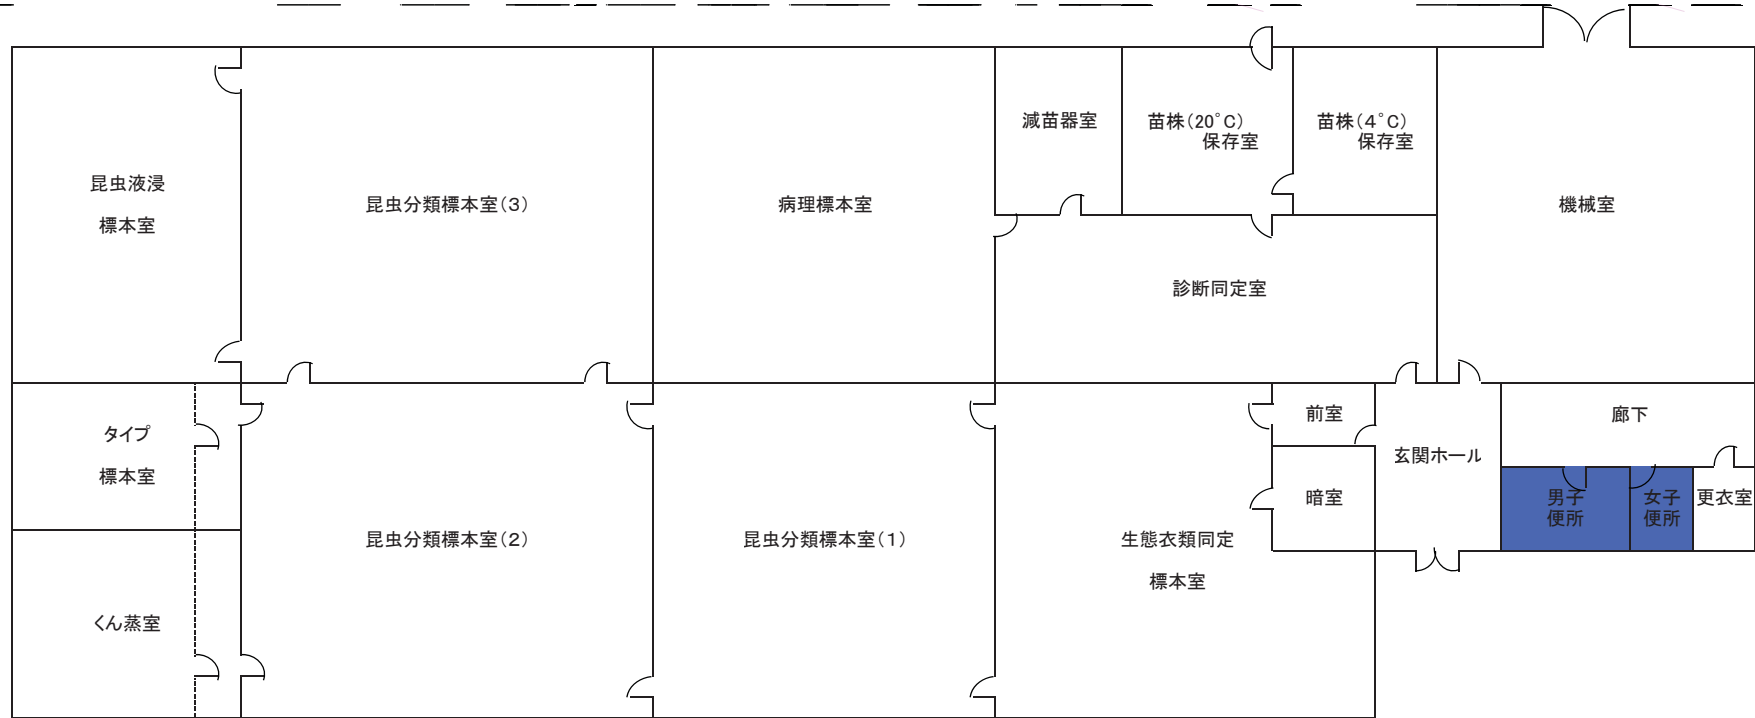 減苗器室
苗株(20°C)
保存室
苗株(4°C)
保存室
昆虫液浸
標本室
昆虫分類標本室(3)
病理標本室
機械室
診断同定室
タイプ
標本室
前室
廊下
玄関ホール
暗室
男子
便所
女子
便所
更衣室
昆虫分類標本室(2)
昆虫分類標本室(1)
生態衣類同定
標本室
くん蒸室